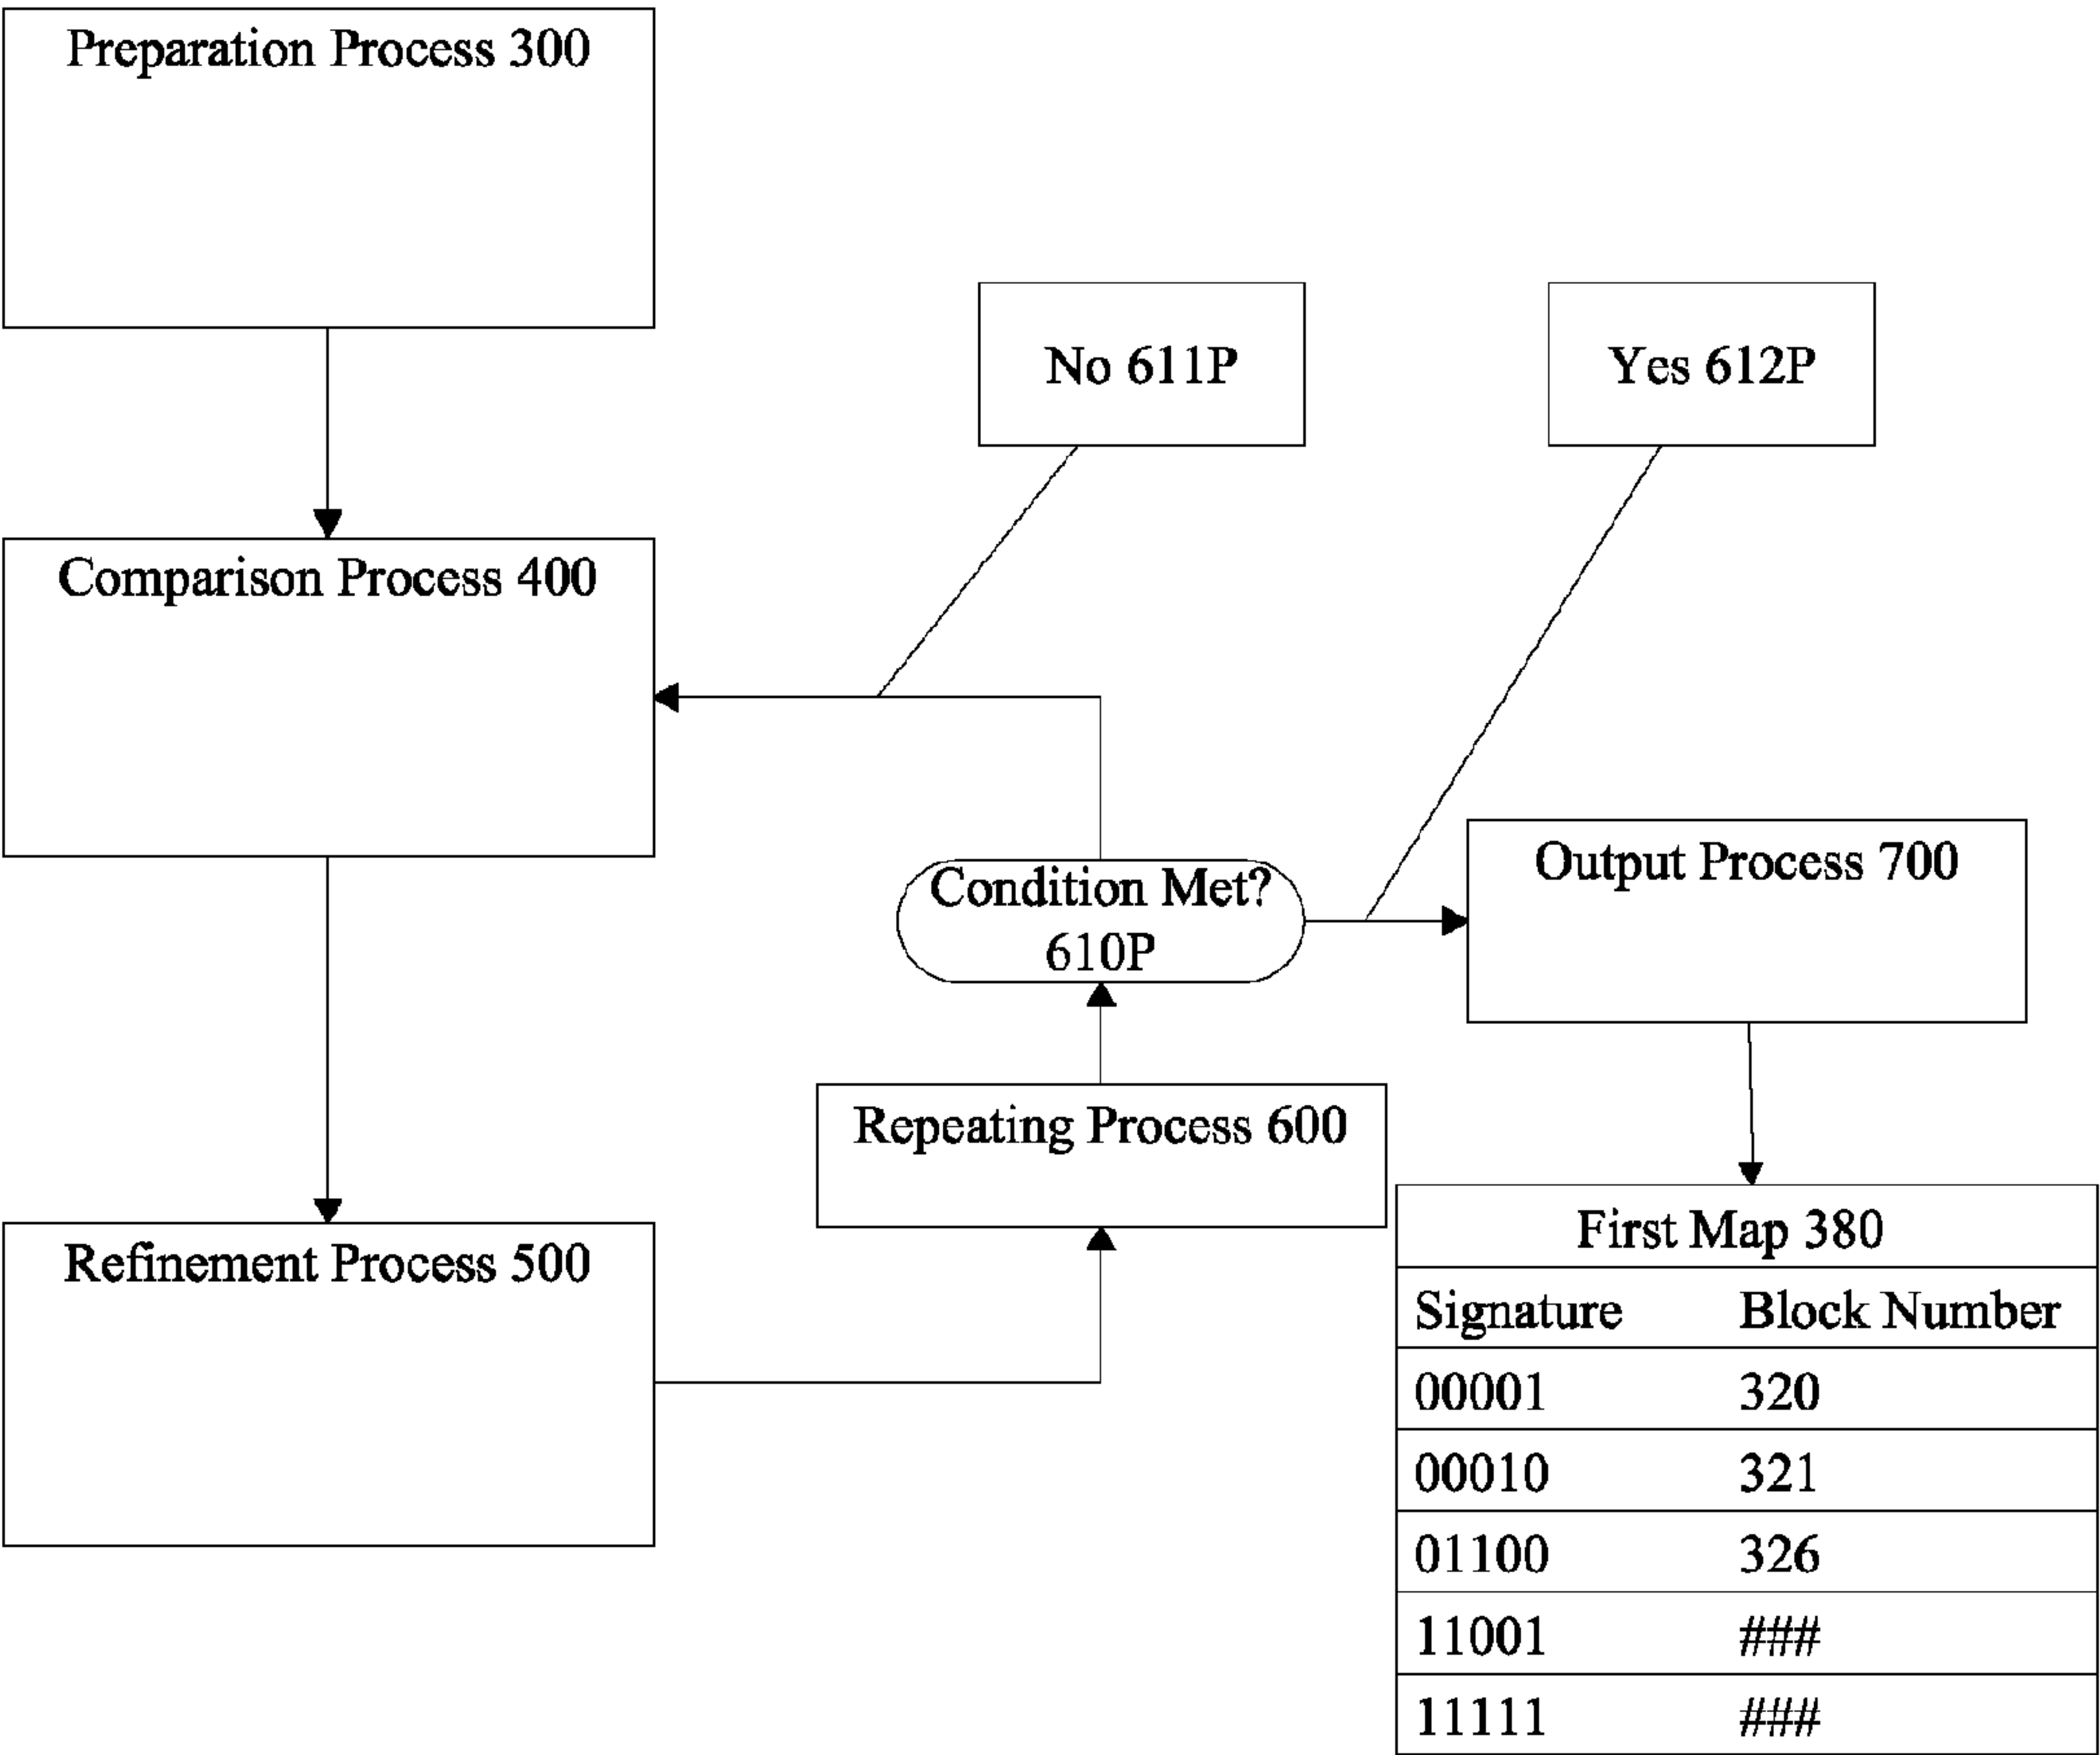 Preparation Process 300
No 611P
Yes 612P
Comparison Process 400
Condition Met?
610P
Output Process 700
Repeating Process 600
Refinement Process 500
First Map 380
Signature Block Number
00001 320
00010 321
01100 326
11001 ###
11111 ###